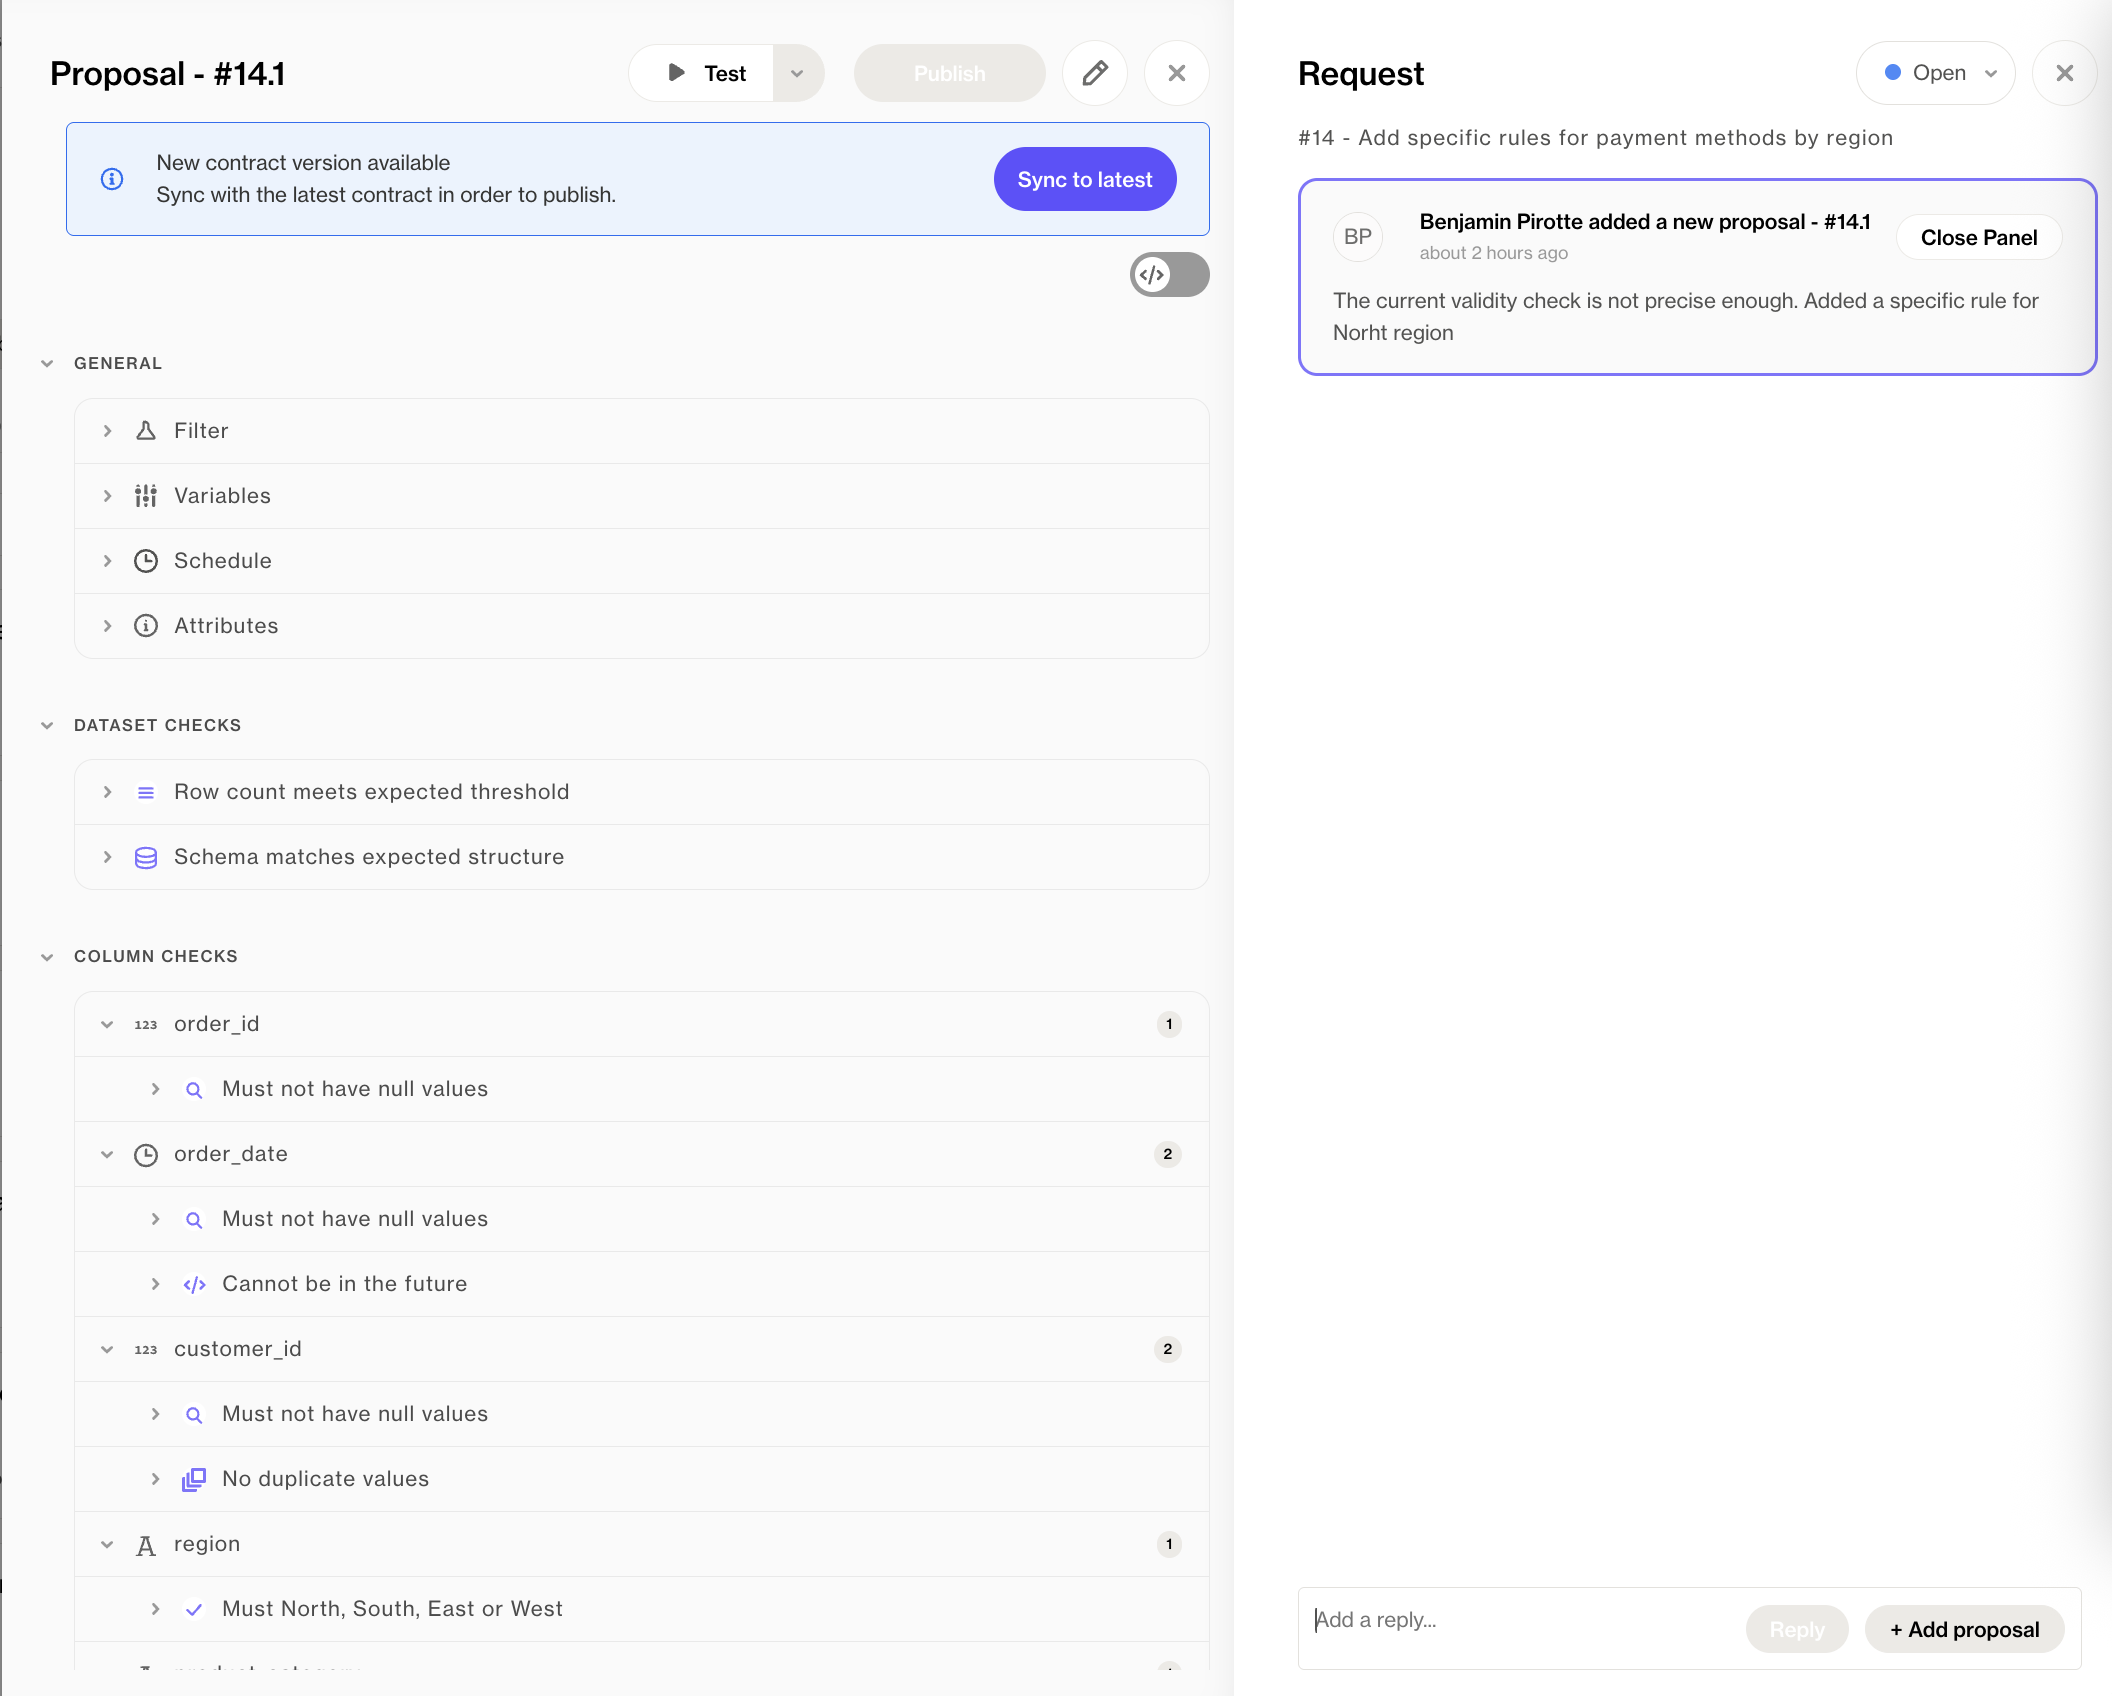 Proposal - #14.1
Test
Publish
New contract version available
Sync with the latest contract in order to publish.
Sync to latest
GENERAL
Filter
Variables
Schedule
Attributes
DATASET CHECKS
Row count meets expected threshold
Schema matches expected structure
COLUMN CHECKS
123 order_id 1
Must not have null values
order_date 2
Must not have null values
Cannot be in the future
123 customer_id 2
Must not have null values
No duplicate values
region 1
Must North, South, East or West
Request
Open
#14 - Add specific rules for payment methods by region
BP
Benjamin Pirotte added a new proposal - #14.1
about 2 hours ago
Close Panel
The current validity check is not precise enough. Added a specific rule for
Norht region
Add a reply...
Reply
+ Add proposal